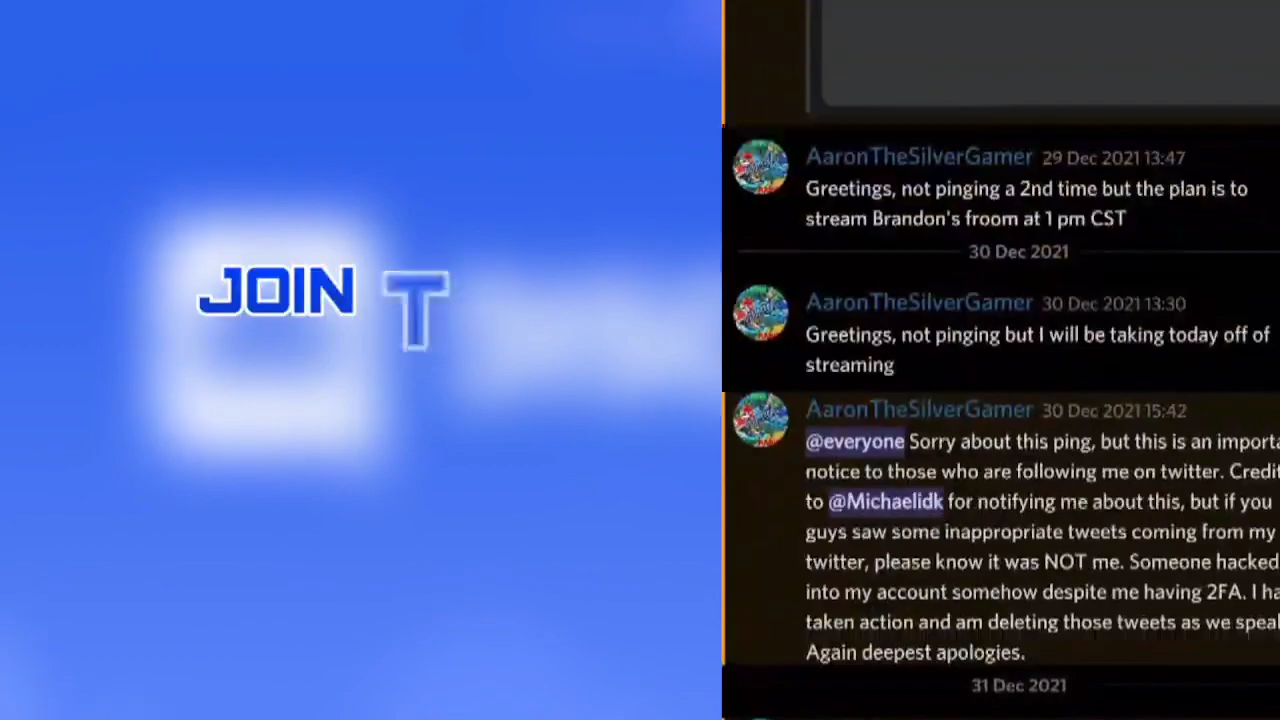 JOIN T
AaronTheSilverGamer 29 Dec 2021 13:47
Greetings, not pinging a 2nd time but the plan is to
stream Brandon's froom at 1 pm CST
30 Dec 2021
AaronTheSilverGamer 30 Dec 2021 13:30
Greetings, not pinging but I will be taking today off of
streaming
AaronTheSilverGamer 30 Dec 2021 15:42
@everyone Sorry about this ping, but this is an importa
notice to those who are following me on twitter. Credit
to @Michaelidk for notifying me about this, but if you
guys saw some inappropriate tweets coming from my
twitter, please know it was NOT me. Someone hacked
into my account somehow despite me having 2FA. I ha
taken action and am deleting those tweets as we speak
Again deepest apologies.
31 Dec 2021